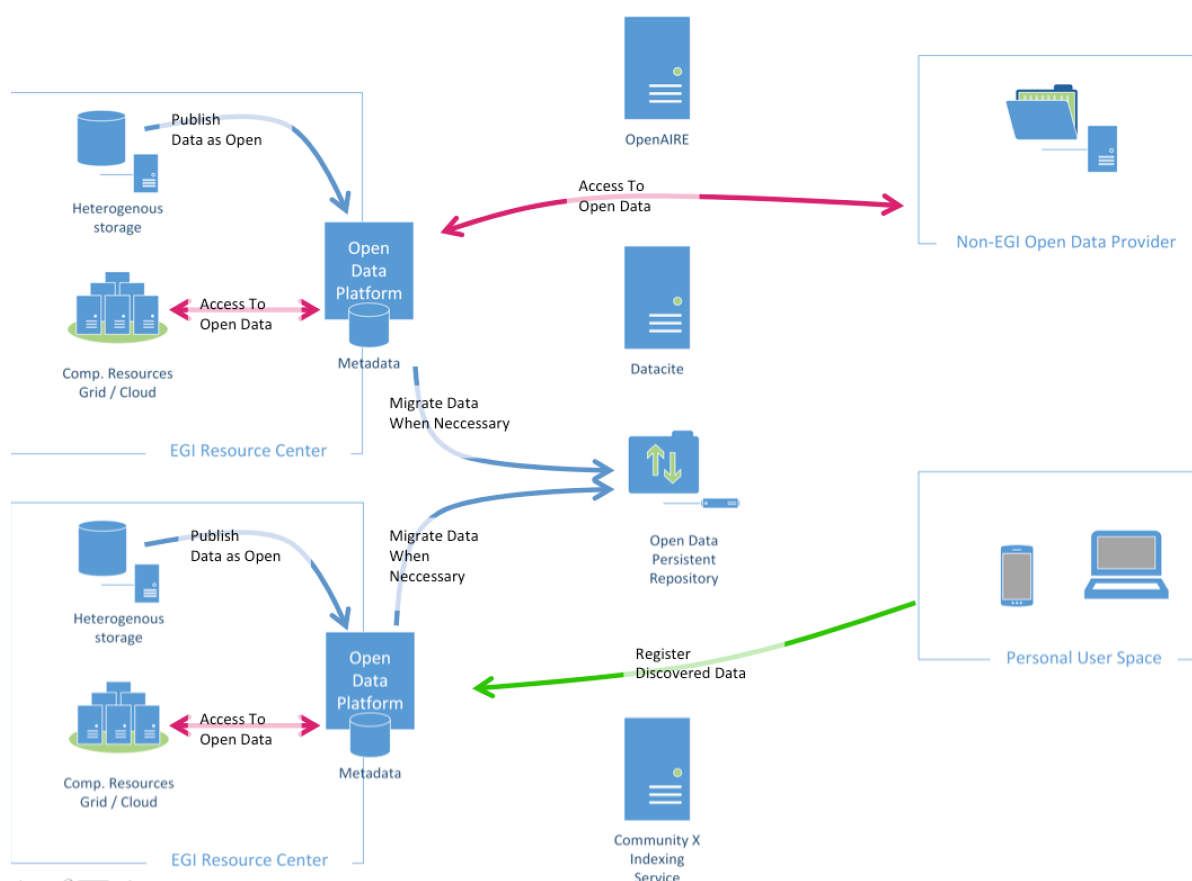 OpenAIRE
Publish
Data as Open
Heterogenous
storage
Access To
Open Data
Non-EGI Open Data Provider
Open
Data
Platform
Access To
Open Data
Metadata
Comp. Resources
Grid / Cloud
Datacite
Migrate Data
When Neccessary
EGI Resource Center
Publish
Data as Open
Migrate Data
When
Neccessary
Open Data
Persistent
Repository
Heterogenous
storage
Open
Data
Platform
Register
Discovered Data
Personal User Space
Access To
Open Data
Metadata
Comp. Resources
Grid / Cloud
Community X
Indexing
Service
EGI Resource Center